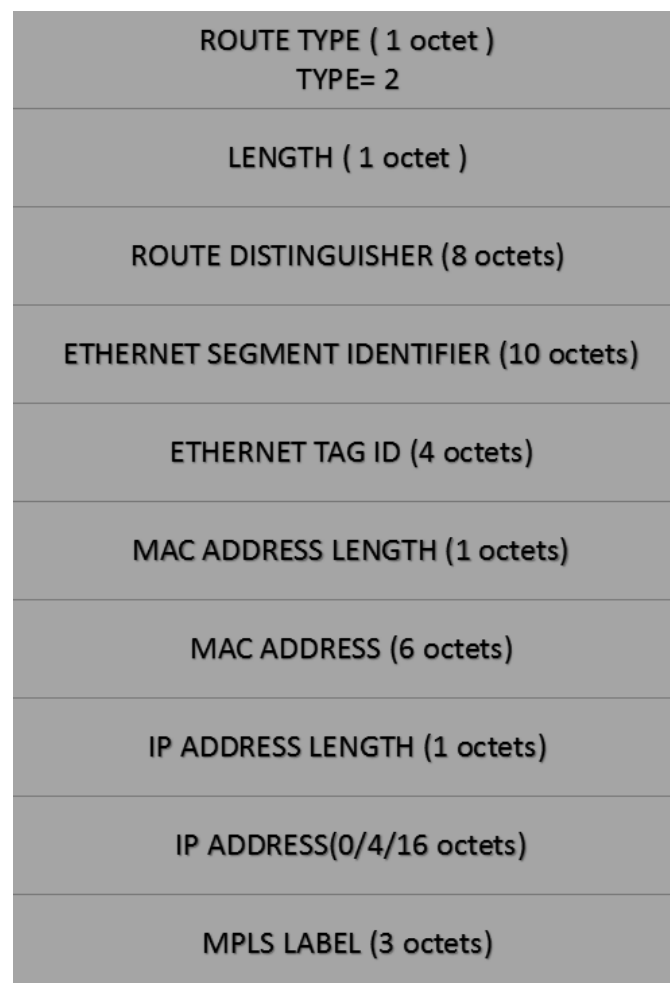 ROUTE TYPE ( 1 octet )
TYPE= 2
LENGTH ( 1 octet )
ROUTE DISTINGUISHER (8 octets)
ETHERNET SEGMENT IDENTIFIER (10 octets)
ETHERNET TAG ID (4 octets)
MAC ADDRESS LENGTH (1 octets)
MAC ADDRESS (6 octets)
IP ADDRESS LENGTH (1 octets)
IP ADDRESS(0/4/16 octets)
MPLS LABEL (3 octets)